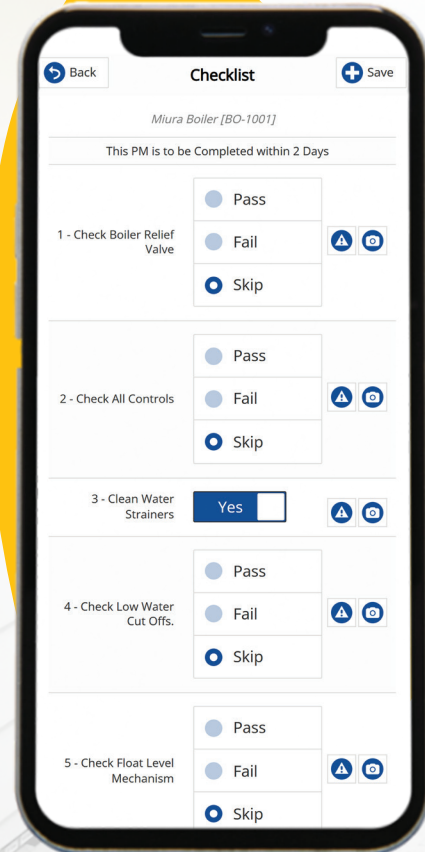 Back
Checklist
Save
Miura Boiler [BO-1001]
This PM is to be Completed within 2 Days
Pass
1 - Check Boiler Relief
Valve
Fail
Skip
Pass
2 - Check All Controls
Fail
Skip
3 - Clean Water
Strainers
Yes
Pass
4 - Check Low Water
Cut Offs.
Fail
Skip
Pass
5 - Check Float Level
Mechanism
Fail
Skip